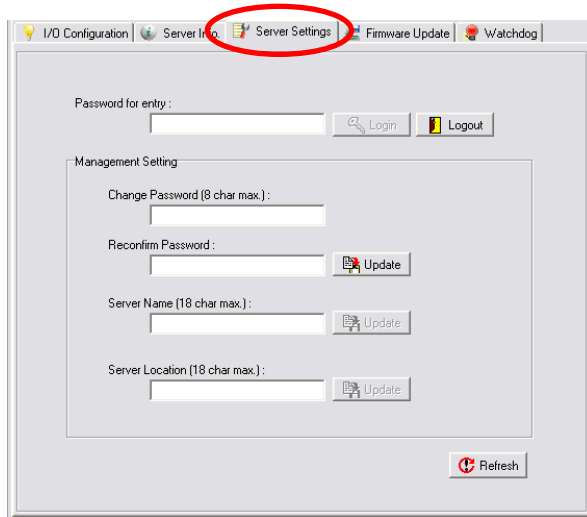 I/O Configuration Server Info. Server Settings Firmware Update Watchdog
Password for entry :
Login Logout
Management Setting
Change Password (8 char max.) :
Reconfirm Password :
Update
Server Name (18 char max.) :
Update
Server Location (18 char max.) :
Update
Refresh